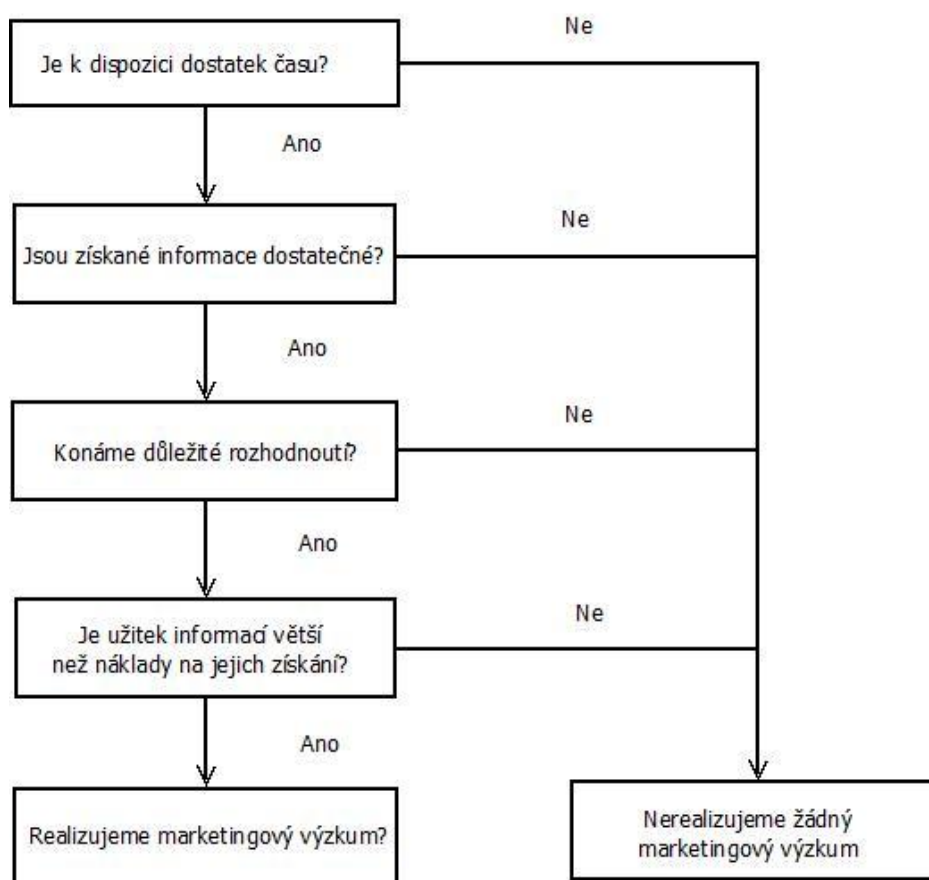 Ne
Je k dispozici dostatek času?
Ano
Ne
Jsou získané informace dostatečné?
Ano
Ne
Konáme důležité rozhodnoutí?
Ano
Ne
Je užitek informací větší
než náklady na jejich získání?
Ano
Realizujeme marketingový výzkum?
Nerealizujeme žádný
marketingový výzkum